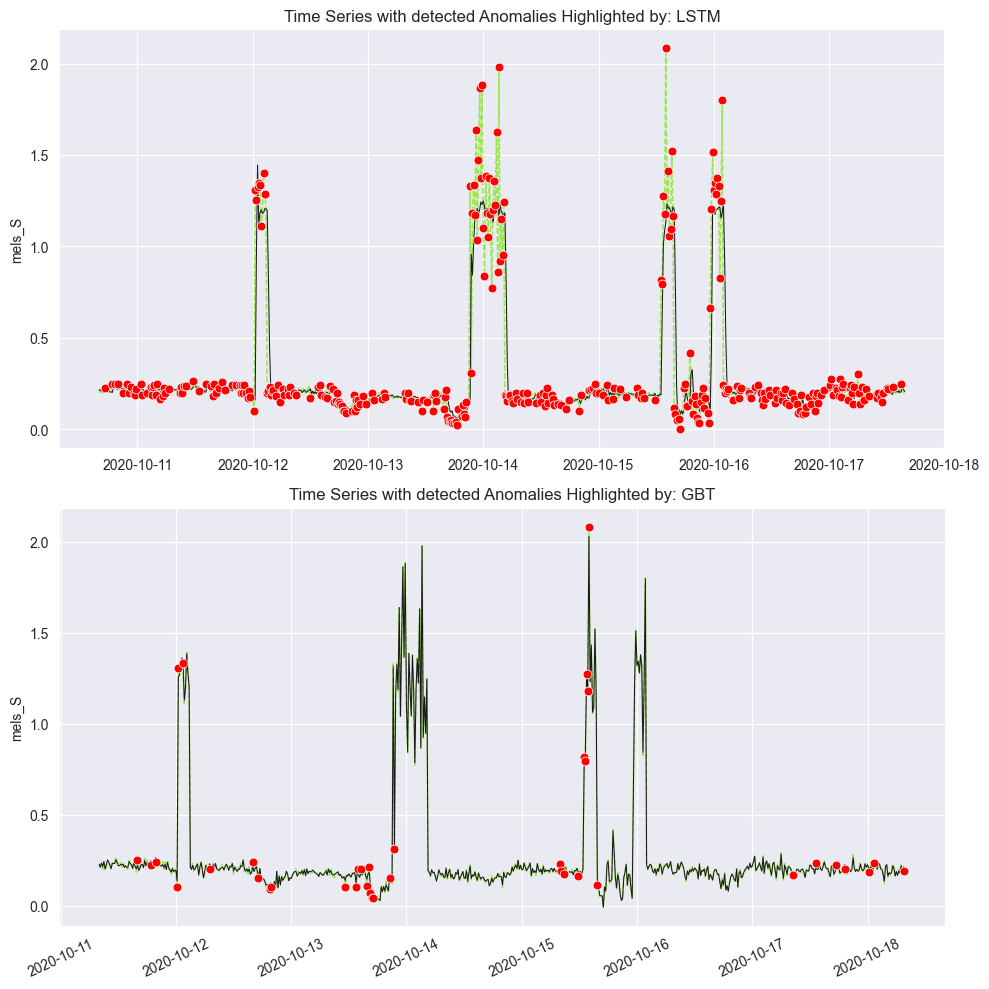 Time Series with detected Anomalies Highlighted by: LSTM
mels_S
2.0
1.5
1.0
0.5
0.0
2020-10-11 2020-10-12 2020-10-13 2020-10-14 2020-10-15 2020-10-16 2020-10-17 2020-10-18
Time Series with detected Anomalies Highlighted by: GBT
mels_S
2.0
1.5
1.0
0.5
0.0
2020-10-11 2020-10-12 2020-10-13 2020-10-14 2020-10-15 2020-10-16 2020-10-17 2020-10-18